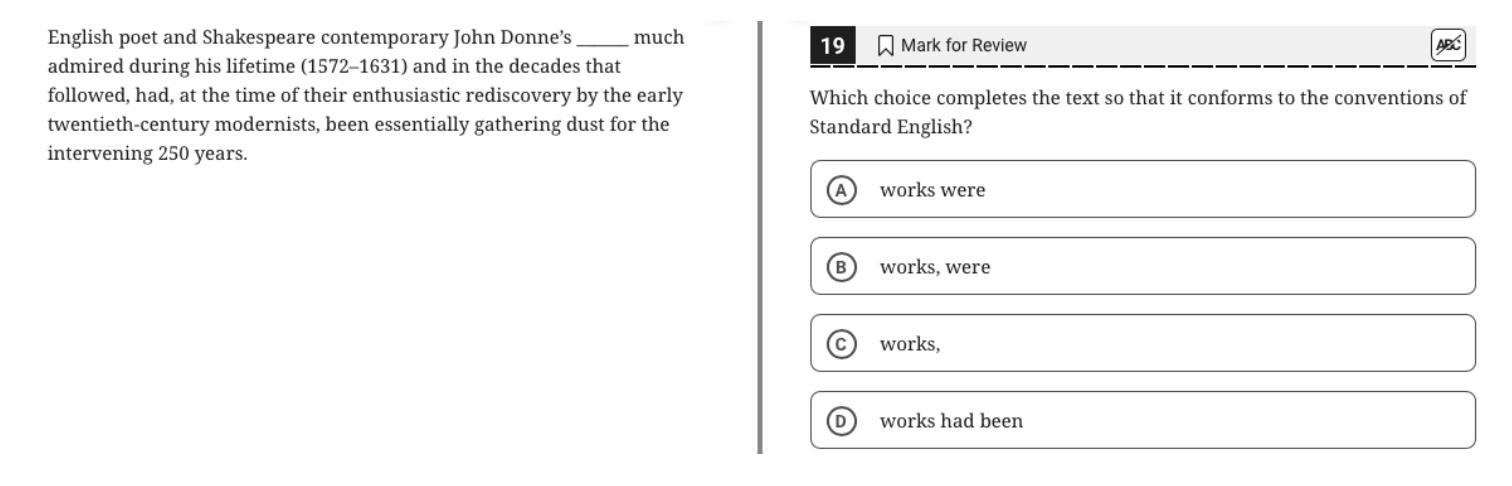 English poet and Shakespeare contemporary John Donne’s ______ much
admired during his lifetime (1572–1631) and in the decades that
followed, had, at the time of their enthusiastic rediscovery by the early
twentieth-century modernists, been essentially gathering dust for the
intervening 250 years.
19 Mark for Review ABC
Which choice completes the text so that it conforms to the conventions of
Standard English?
A works were
B works, were
C works,
D works had been